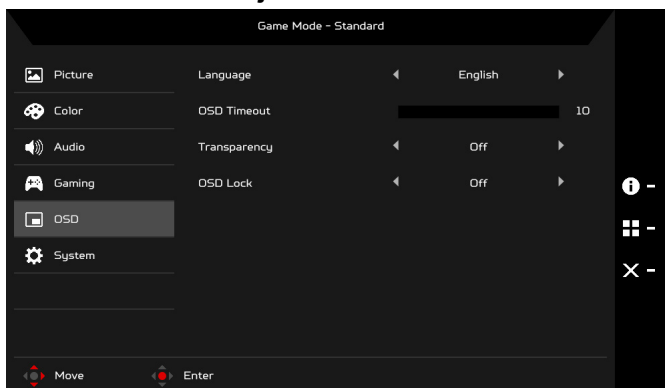 Game Mode - Standard
Picture
Language English
Color
OSD Timeout 10
Audio
Transparency Off
Gaming
OSD Lock Off
OSD
System
Move Enter